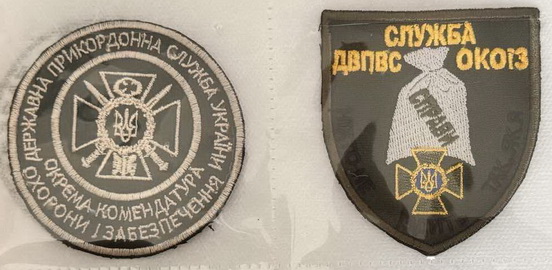 ДЕРЖАВНА ПРИКОРДОННА СЛУЖБА УКРАЇНИ
ОКРЕМА КОМЕНДАТУРА
ОХОРОНИ І ЗАБЕЗПЕЧЕННЯ
СЛУЖБА
ДВПВС ОКОІЗ
СПРАВИ